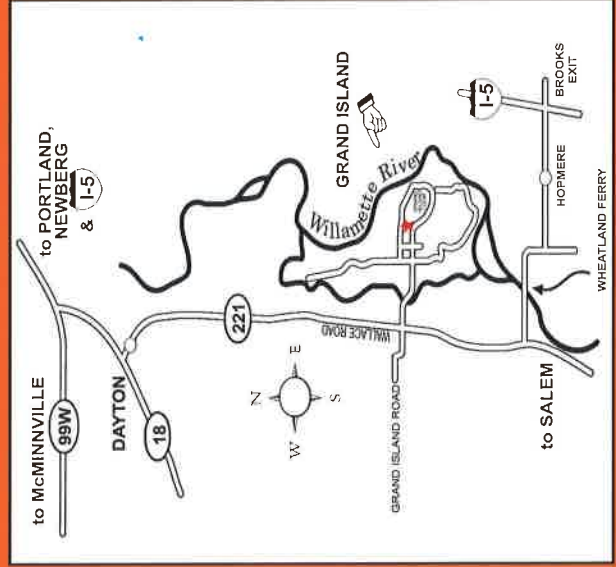 to PORTLAND,
NEWBERG
& I-5
to McMINNVILLE
99W
DAYTON
18
221
WALLACE ROAD
N
W
E
S
GRAND ISLAND
Willamette River
GRAND ISLAND ROAD
I-5
BROOKS
EXIT
HOPMERE
WHEATLAND FERRY
to SALEM